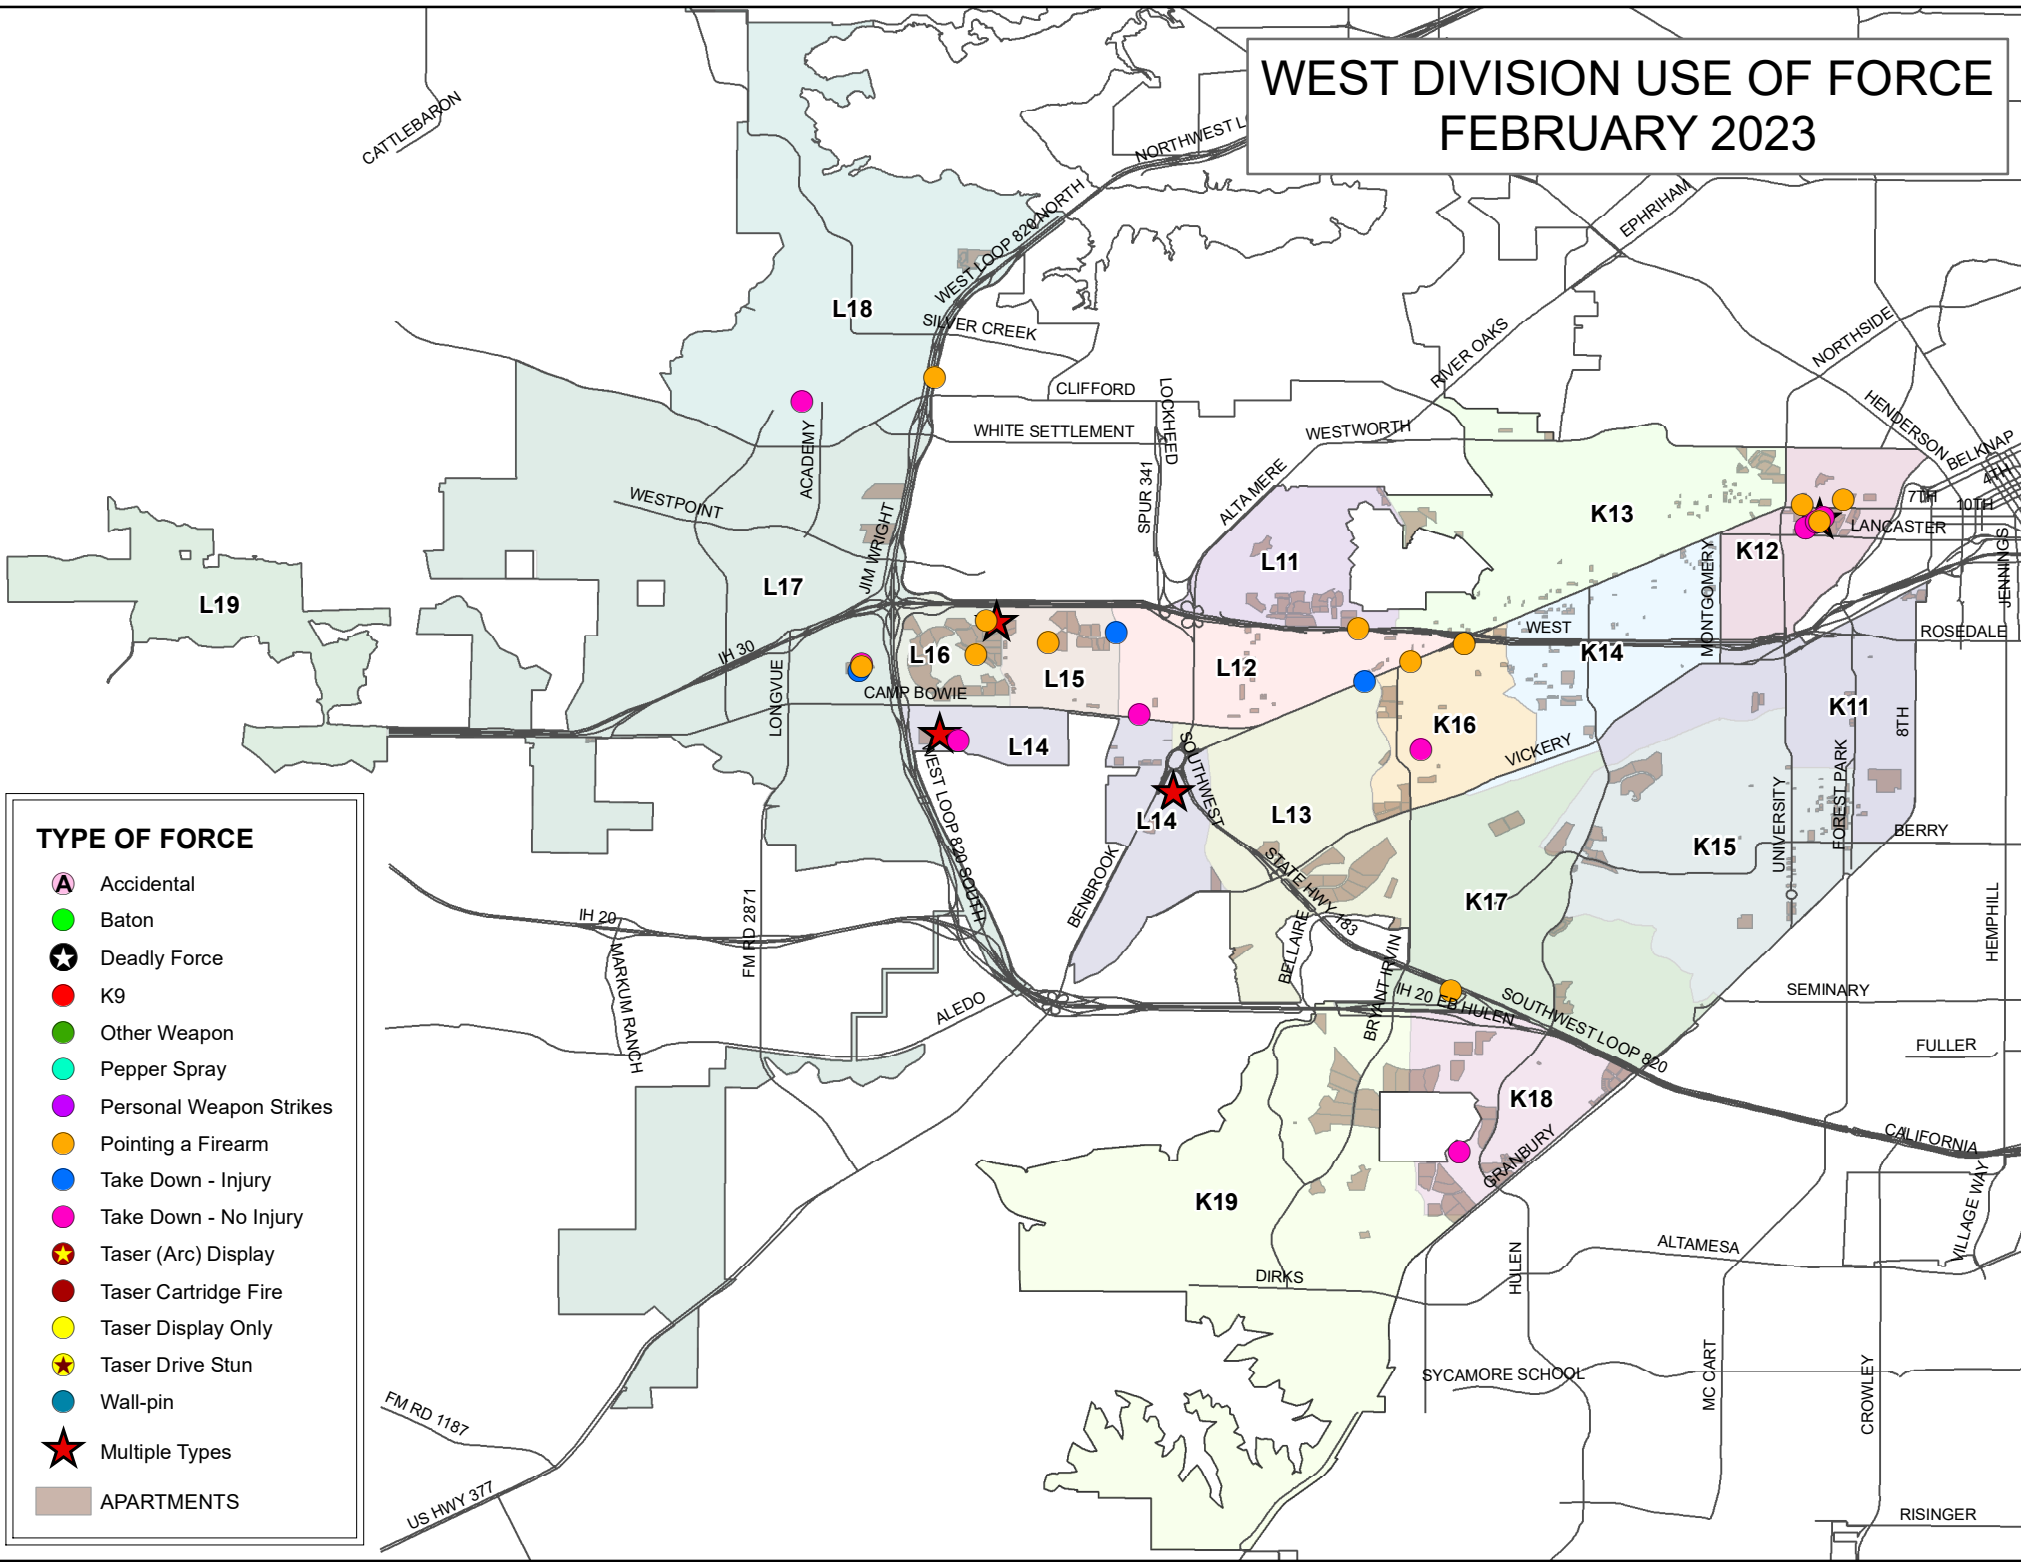 WEST DIVISION USE OF FORCE
FEBRUARY 2023
CATTLEBARON
NORTHWEST L
EPHRIHAM
WEST LOOP 820 NORTH
L18
SILVER CREEK
NORTHSIDE
RIVER OAKS
CLIFFORD
LOCKHEED
HENDERSON
WHITE SETTLEMENT
WESTWORTH
BELKNAP
ACADEMY
4TH
SPUR 341
ALTA MERE
WESTPOINT
7TH
10TH
K13
LANCASTER
JIM WRIGHT
L11
K12
MONTGOMERY
JENNINGS
L17
L19
WEST
ROSEDALE
IH 30
L16
K14
L12
L15
CAMP BOWIE
LONGVUE
K11
8TH
K16
L14
VICKERY
SOUTHWEST
WEST LOOP 820 SOUTH
L14
L13
UNIVERSITY
FOREST PARK
BERRY
K15
STATE HWY 183
BENBROOK
K17
IH 20
FM RD 2871
MARKUM RANCH
BELLAIRE
HEMPHILL
BRYANT IRVIN
SEMINARY
IH 20 EB HULEN
SOUTHWEST LOOP 820
ALEDO
FULLER
K18
CALIFORNIA
GRANBURY
K19
VILLAGE WAY
ALTAMESA
HULEN
DIRKS
SYCAMORE SCHOOL
MC CART
CROWLEY
FM RD 1187
US HWY 377
RISINGER
TYPE OF FORCE
A Accidental
Baton
Deadly Force
K9
Other Weapon
Pepper Spray
Personal Weapon Strikes
Pointing a Firearm
Take Down - Injury
Take Down - No Injury
Taser (Arc) Display
Taser Cartridge Fire
Taser Display Only
Taser Drive Stun
Wall-pin
Multiple Types
APARTMENTS